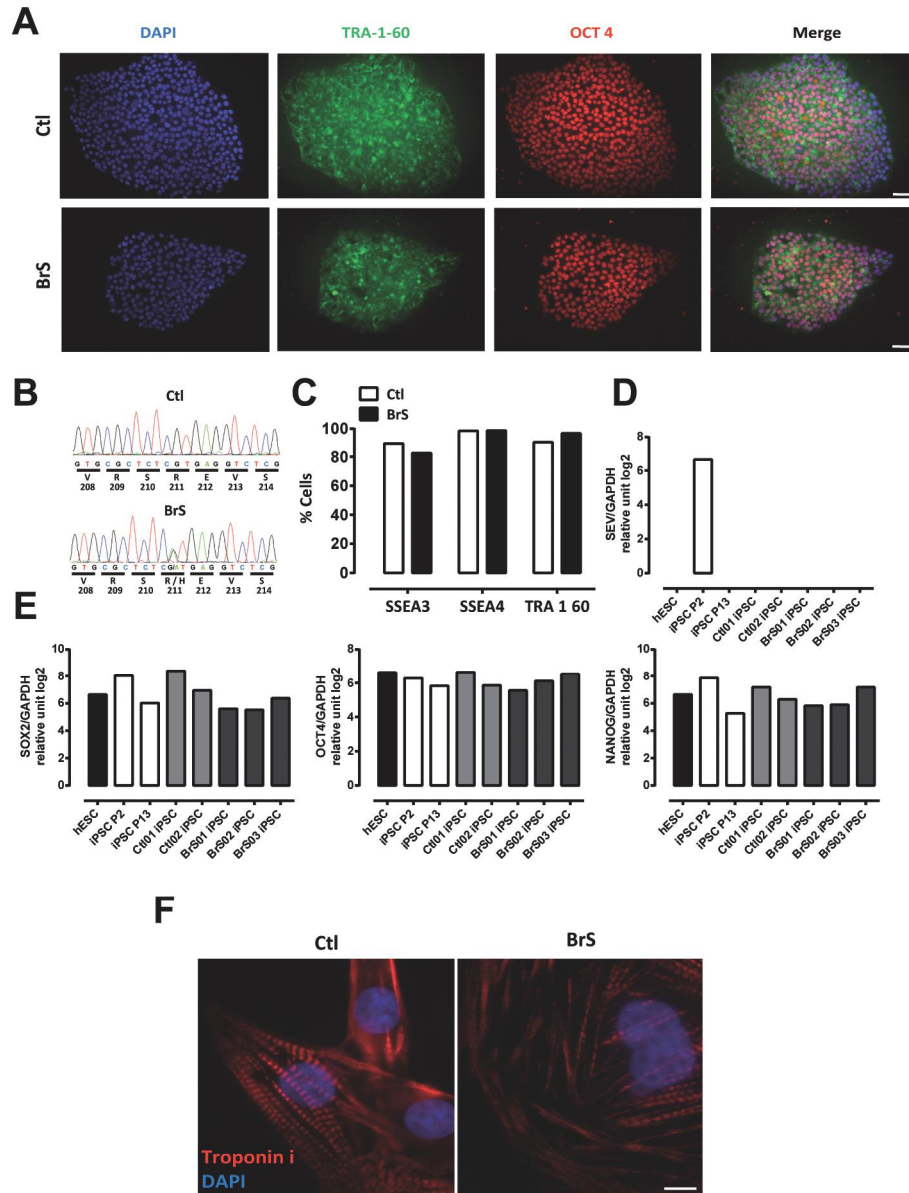 A
DAPI TRA-1-60 OCT 4 Merge
Ctl
BrS
B
Ctl
G T G C G C T C T C G T G A G G T C T C G
V R S R E V S
208 209 210 211 212 213 214
BrS
G T G C G C T C T C G A T G A G G T C T C G
V R S R / H E V S
208 209 210 211 212 213 214
C
Ctl
BrS
% Cells
100
80
60
40
20
0
SSEA3 SSEA4 TRA 1 60
D
SEV/GAPDH
relative unit log2
8
6
4
2
0
hESC
iPSC P2
iPSC P13
Ctl01 iPSC
Ctl02 iPSC
BrS01 iPSC
BrS02 iPSC
BrS03 iPSC
E
SOX2/GAPDH
relative unit log2
10
8
6
4
2
0
hESC
iPSC P2
iPSC P13
Ctl01 iPSC
Ctl02 iPSC
BrS01 iPSC
BrS02 iPSC
BrS03 iPSC
OCT4/GAPDH
relative unit log2
8
6
4
2
0
hESC
iPSC P2
iPSC P13
Ctl01 iPSC
Ctl02 iPSC
BrS01 iPSC
BrS02 iPSC
BrS03 iPSC
NANOG/GAPDH
relative unit log2
10
8
6
4
2
0
hESC
iPSC P2
iPSC P13
Ctl01 iPSC
Ctl02 iPSC
BrS01 iPSC
BrS02 iPSC
BrS03 iPSC
F
Ctl BrS
Troponin i
DAPI